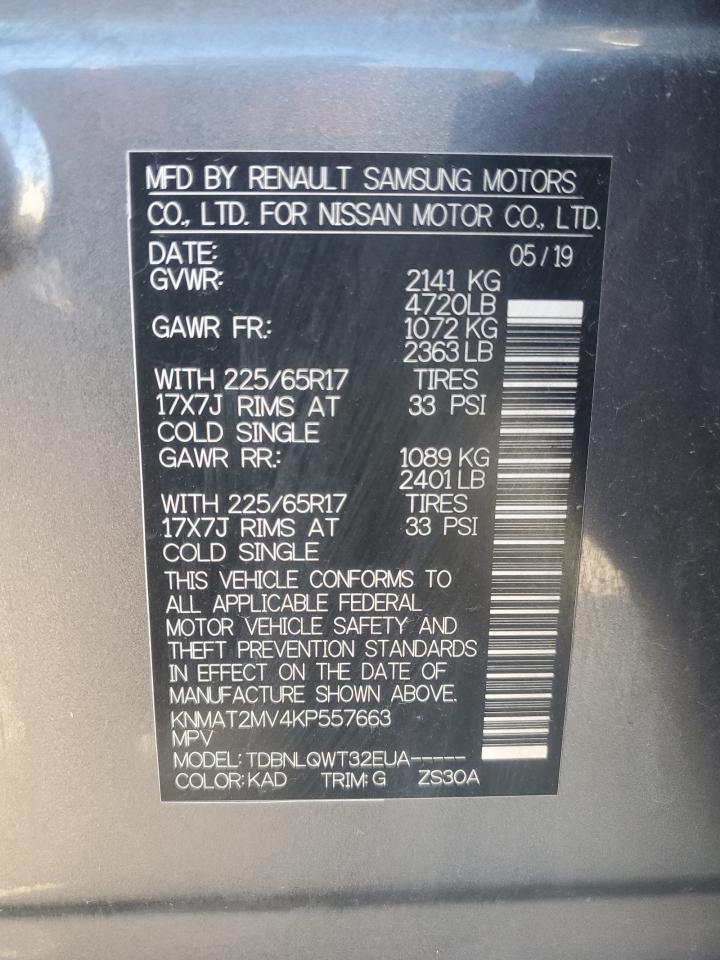 MFD BY RENAULT SAMSUNG MOTORS
CO., LTD. FOR NISSAN MOTOR CO., LTD.
DATE: 05/19
GVWR: 2141 KG
4720LB
GAWR FR.: 1072 KG
2363 LB
WITH 225/65R17 TIRES
17X7J RIMS AT 33 PSI
COLD SINGLE
GAWR RR.: 1089 KG
2401 LB
WITH 225/65R17 TIRES
17X7J RIMS AT 33 PSI
COLD SINGLE
THIS VEHICLE CONFORMS TO
ALL APPLICABLE FEDERAL
MOTOR VEHICLE SAFETY AND
THEFT PREVENTION STANDARDS
IN EFFECT ON THE DATE OF
MANUFACTURE SHOWN ABOVE.
KNMAT2MV4KP557663
MPV
MODEL: TDBNLQWT32EUA-----
COLOR: KAD TRIM: G ZS30A